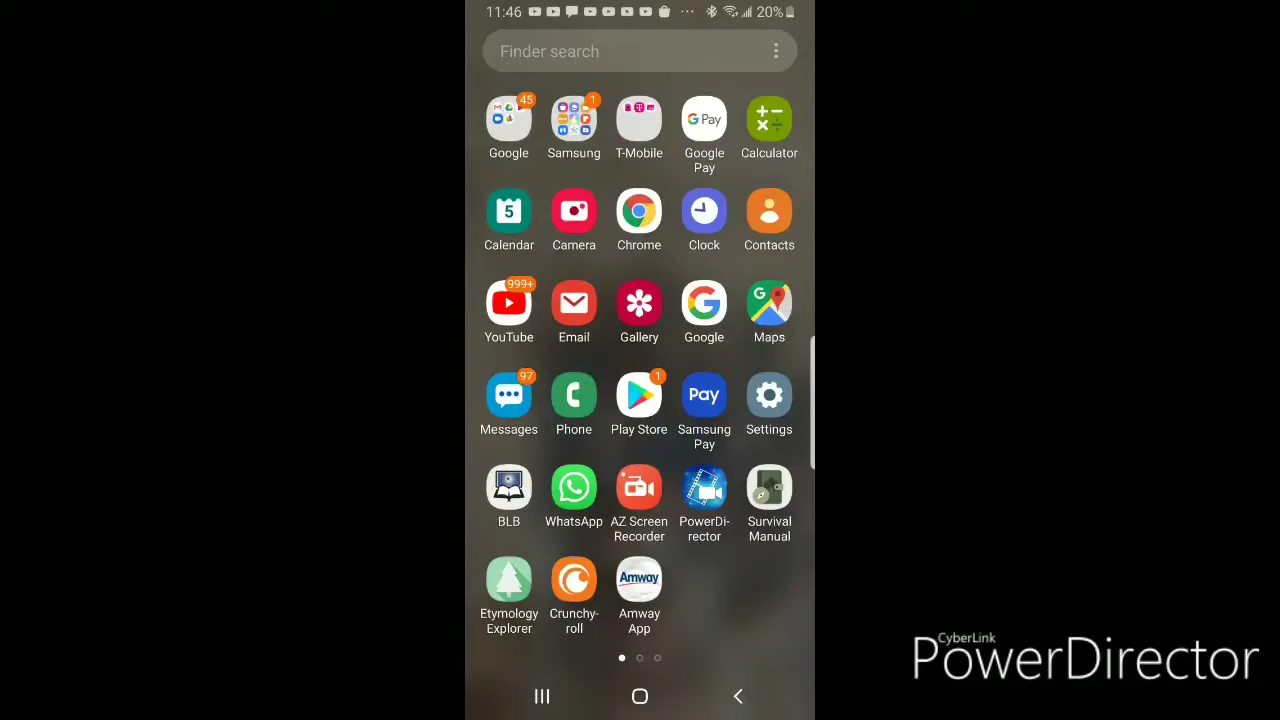 11:46 20%
Finder search
45 1
G Pay
Google Samsung T-Mobile Google Pay Calculator
5
Calendar Camera Chrome Clock Contacts
999+
G
YouTube Email Gallery Google Maps
97 1
Pay
Messages Phone Play Store Samsung Pay Settings
BLB WhatsApp AZ Screen Recorder PowerDi-rector Survival Manual
Amway
Etymology Explorer Crunchy-roll Amway App
CyberLink
PowerDirector